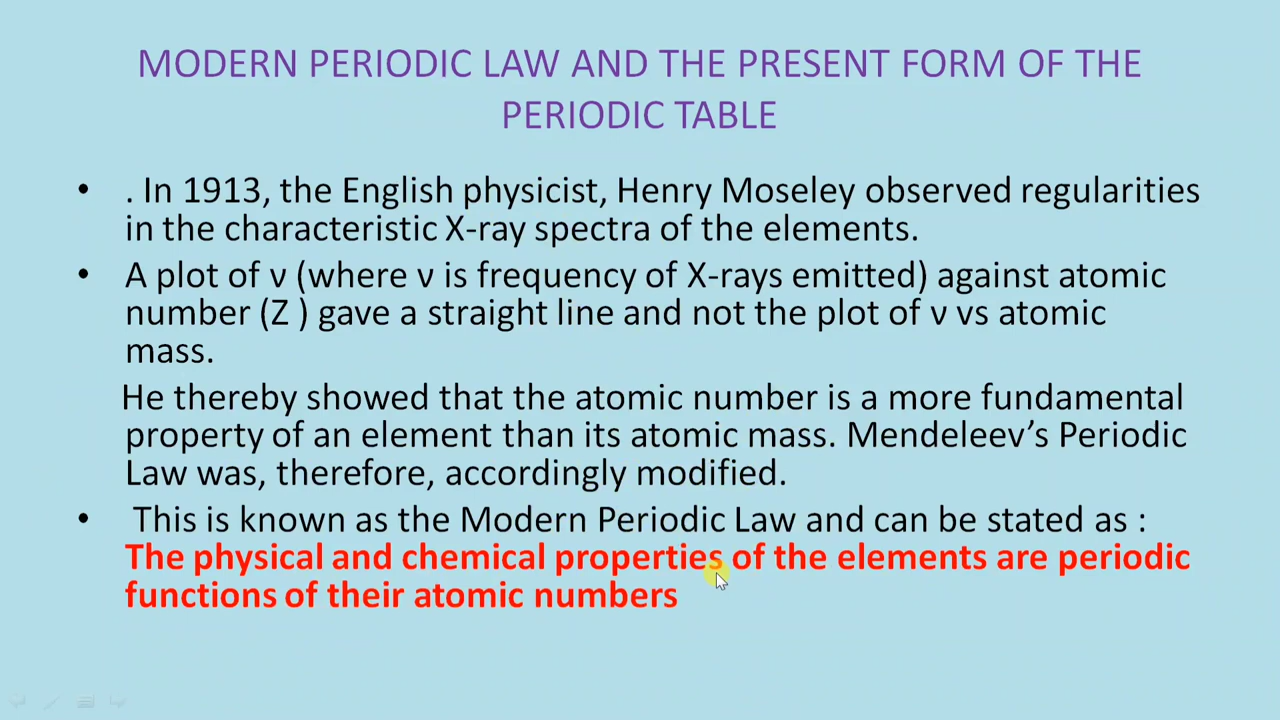 MODERN PERIODIC LAW AND THE PRESENT FORM OF THE
PERIODIC TABLE
• . In 1913, the English physicist, Henry Moseley observed regularities
in the characteristic X-ray spectra of the elements.
• A plot of ν (where ν is frequency of X-rays emitted) against atomic
number (Z ) gave a straight line and not the plot of ν vs atomic
mass.
He thereby showed that the atomic number is a more fundamental
property of an element than its atomic mass. Mendeleev’s Periodic
Law was, therefore, accordingly modified.
• This is known as the Modern Periodic Law and can be stated as :
The physical and chemical properties of the elements are periodic
functions of their atomic numbers